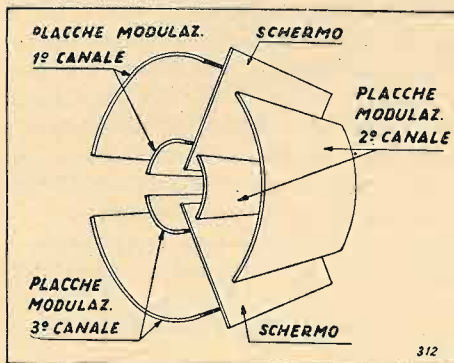 PLACCHE MODULAZ.
1º CANALE
SCHERMO
PLACCHE
MODULAZ.
2º CANALE
PLACCHE
MODULAZ.
3º CANALE
SCHERMO
312